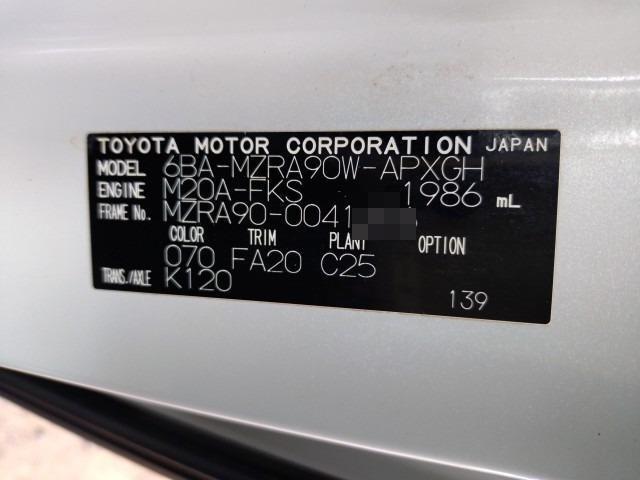 TOYOTA MOTOR CORPORATION JAPAN
MODEL 6BA-MZRA90W-APXGH
ENGINE M20A-FKS 1986 mL
FRAME No. MZRA90-0041
COLOR TRIM PLANT OPTION
070 FA20 C25
TRANS./AXLE K120
139